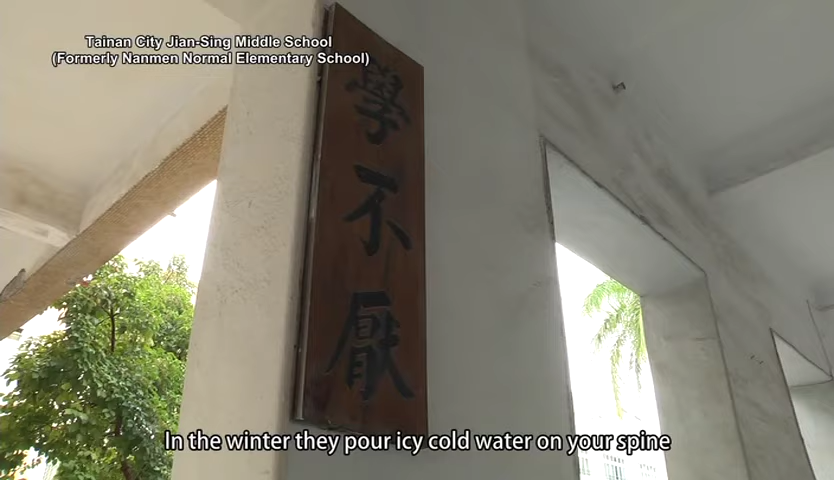 Tainan City Jian-Sing Middle School
(Formerly Nanmen Normal Elementary School)
學不厭
In the winter they pour icy cold water on your spine